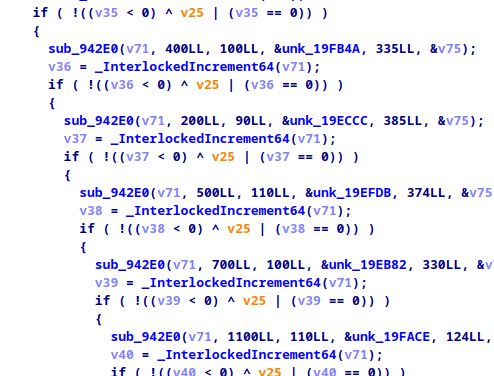 if ( !((v35 < 0) ^ v25 | (v35 == 0)) )
{
sub_942E0(v71, 400LL, 100LL, &unk_19FB4A, 335LL, &v75);
v36 = _InterlockedIncrement64(v71);
if ( !((v36 < 0) ^ v25 | (v36 == 0)) )
{
sub_942E0(v71, 200LL, 90LL, &unk_19ECCC, 385LL, &v75);
v37 = _InterlockedIncrement64(v71);
if ( !((v37 < 0) ^ v25 | (v37 == 0)) )
{
sub_942E0(v71, 500LL, 110LL, &unk_19EFDB, 374LL, &v75
v38 = _InterlockedIncrement64(v71);
if ( !((v38 < 0) ^ v25 | (v38 == 0)) )
{
sub_942E0(v71, 700LL, 100LL, &unk_19EB82, 330LL, &v
v39 = _InterlockedIncrement64(v71);
if ( !((v39 < 0) ^ v25 | (v39 == 0)) )
{
sub_942E0(v71, 1100LL, 110LL, &unk_19FACE, 124LL,
v40 = _InterlockedIncrement64(v71);
if ( !((v40 < 0) ^ v25 | (v40 == 0)) )